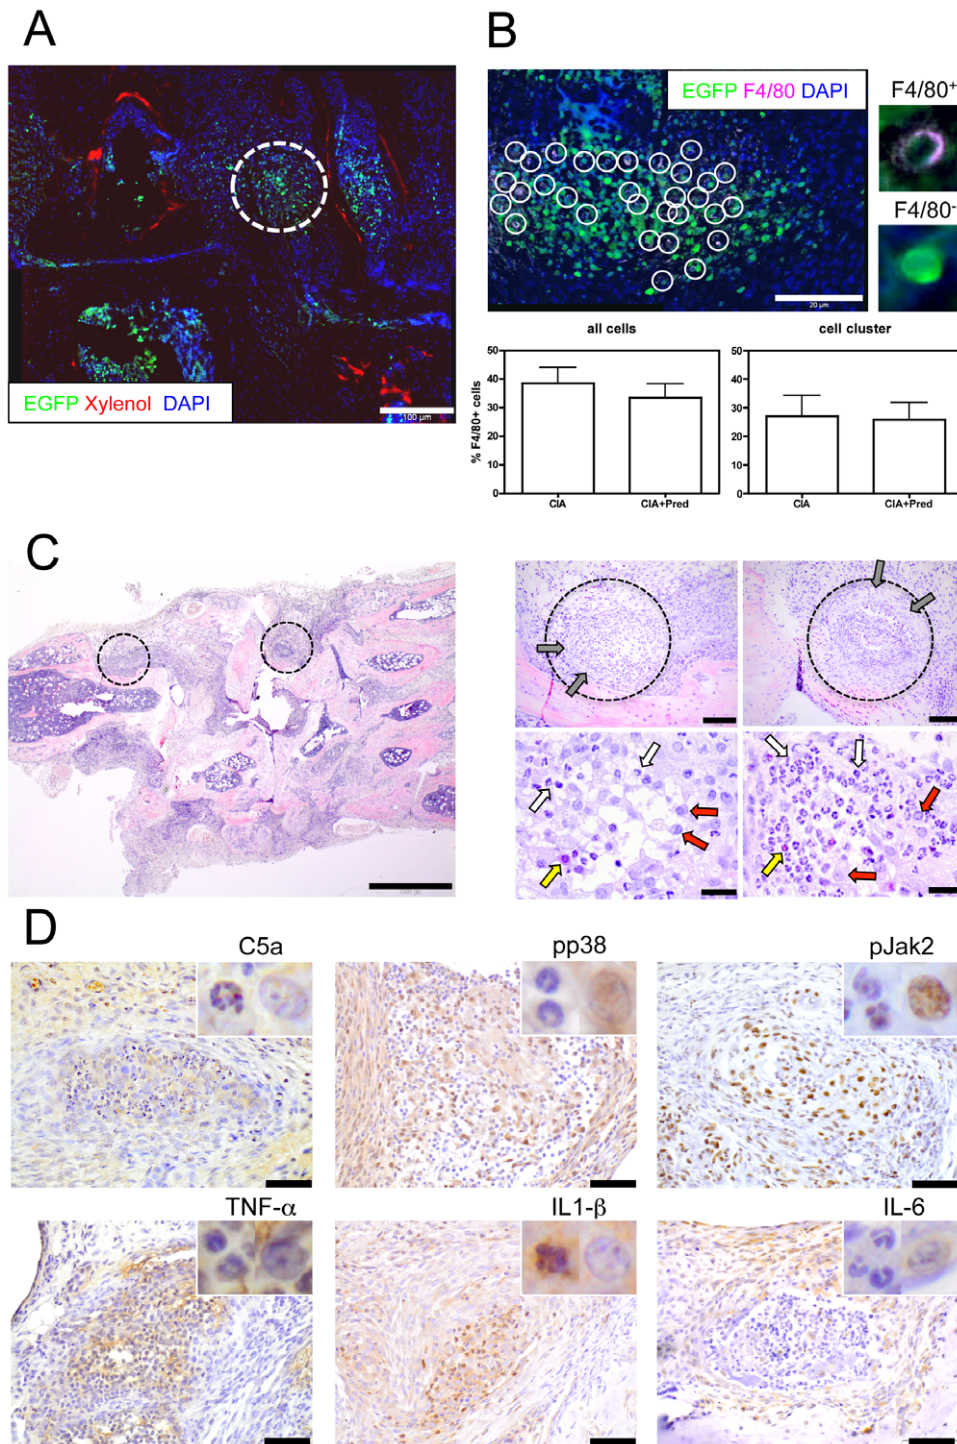 A
EGFP Xylenol DAPI
100 µm
B
EGFP F4/80 DAPI
20 µm
F4/80+
F4/80-
all cells
cell cluster
% F4/80+ cells
50
40
30
20
10
0
CIA
CIA+Pred
50
40
30
20
10
0
CIA
CIA+Pred
C
D
C5a
pp38
pJak2
TNF-α
IL1-β
IL-6